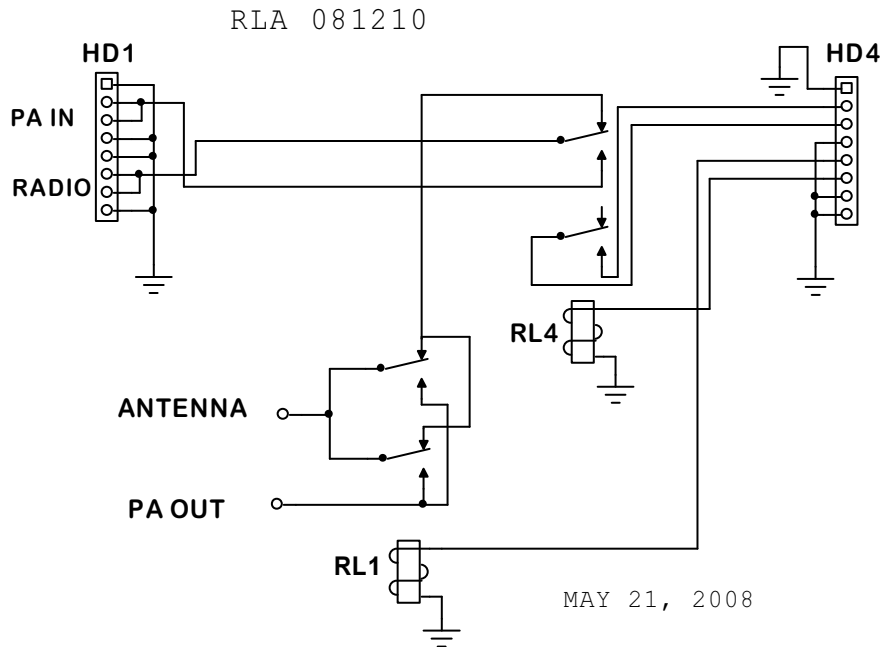 RLA 081210
HD1
HD4
PA IN
RADIO
RL4
ANTENNA
PA OUT
RL1
MAY 21, 2008